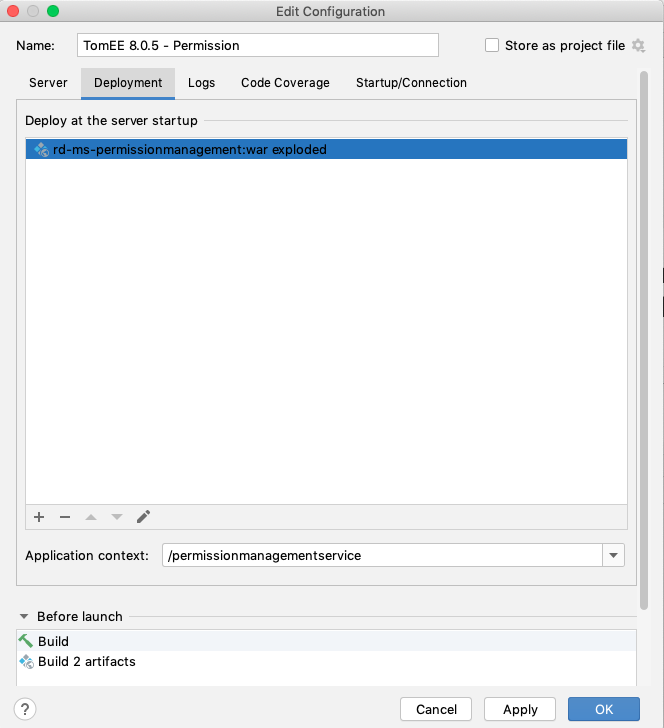 Edit Configuration
Name: TomEE 8.0.5 - Permission Store as project file
Server Deployment Logs Code Coverage Startup/Connection
Deploy at the server startup
rd-ms-permissionmanagement:war exploded
Application context: /permissionmanagementservice
Before launch
Build
Build 2 artifacts
? Cancel Apply OK